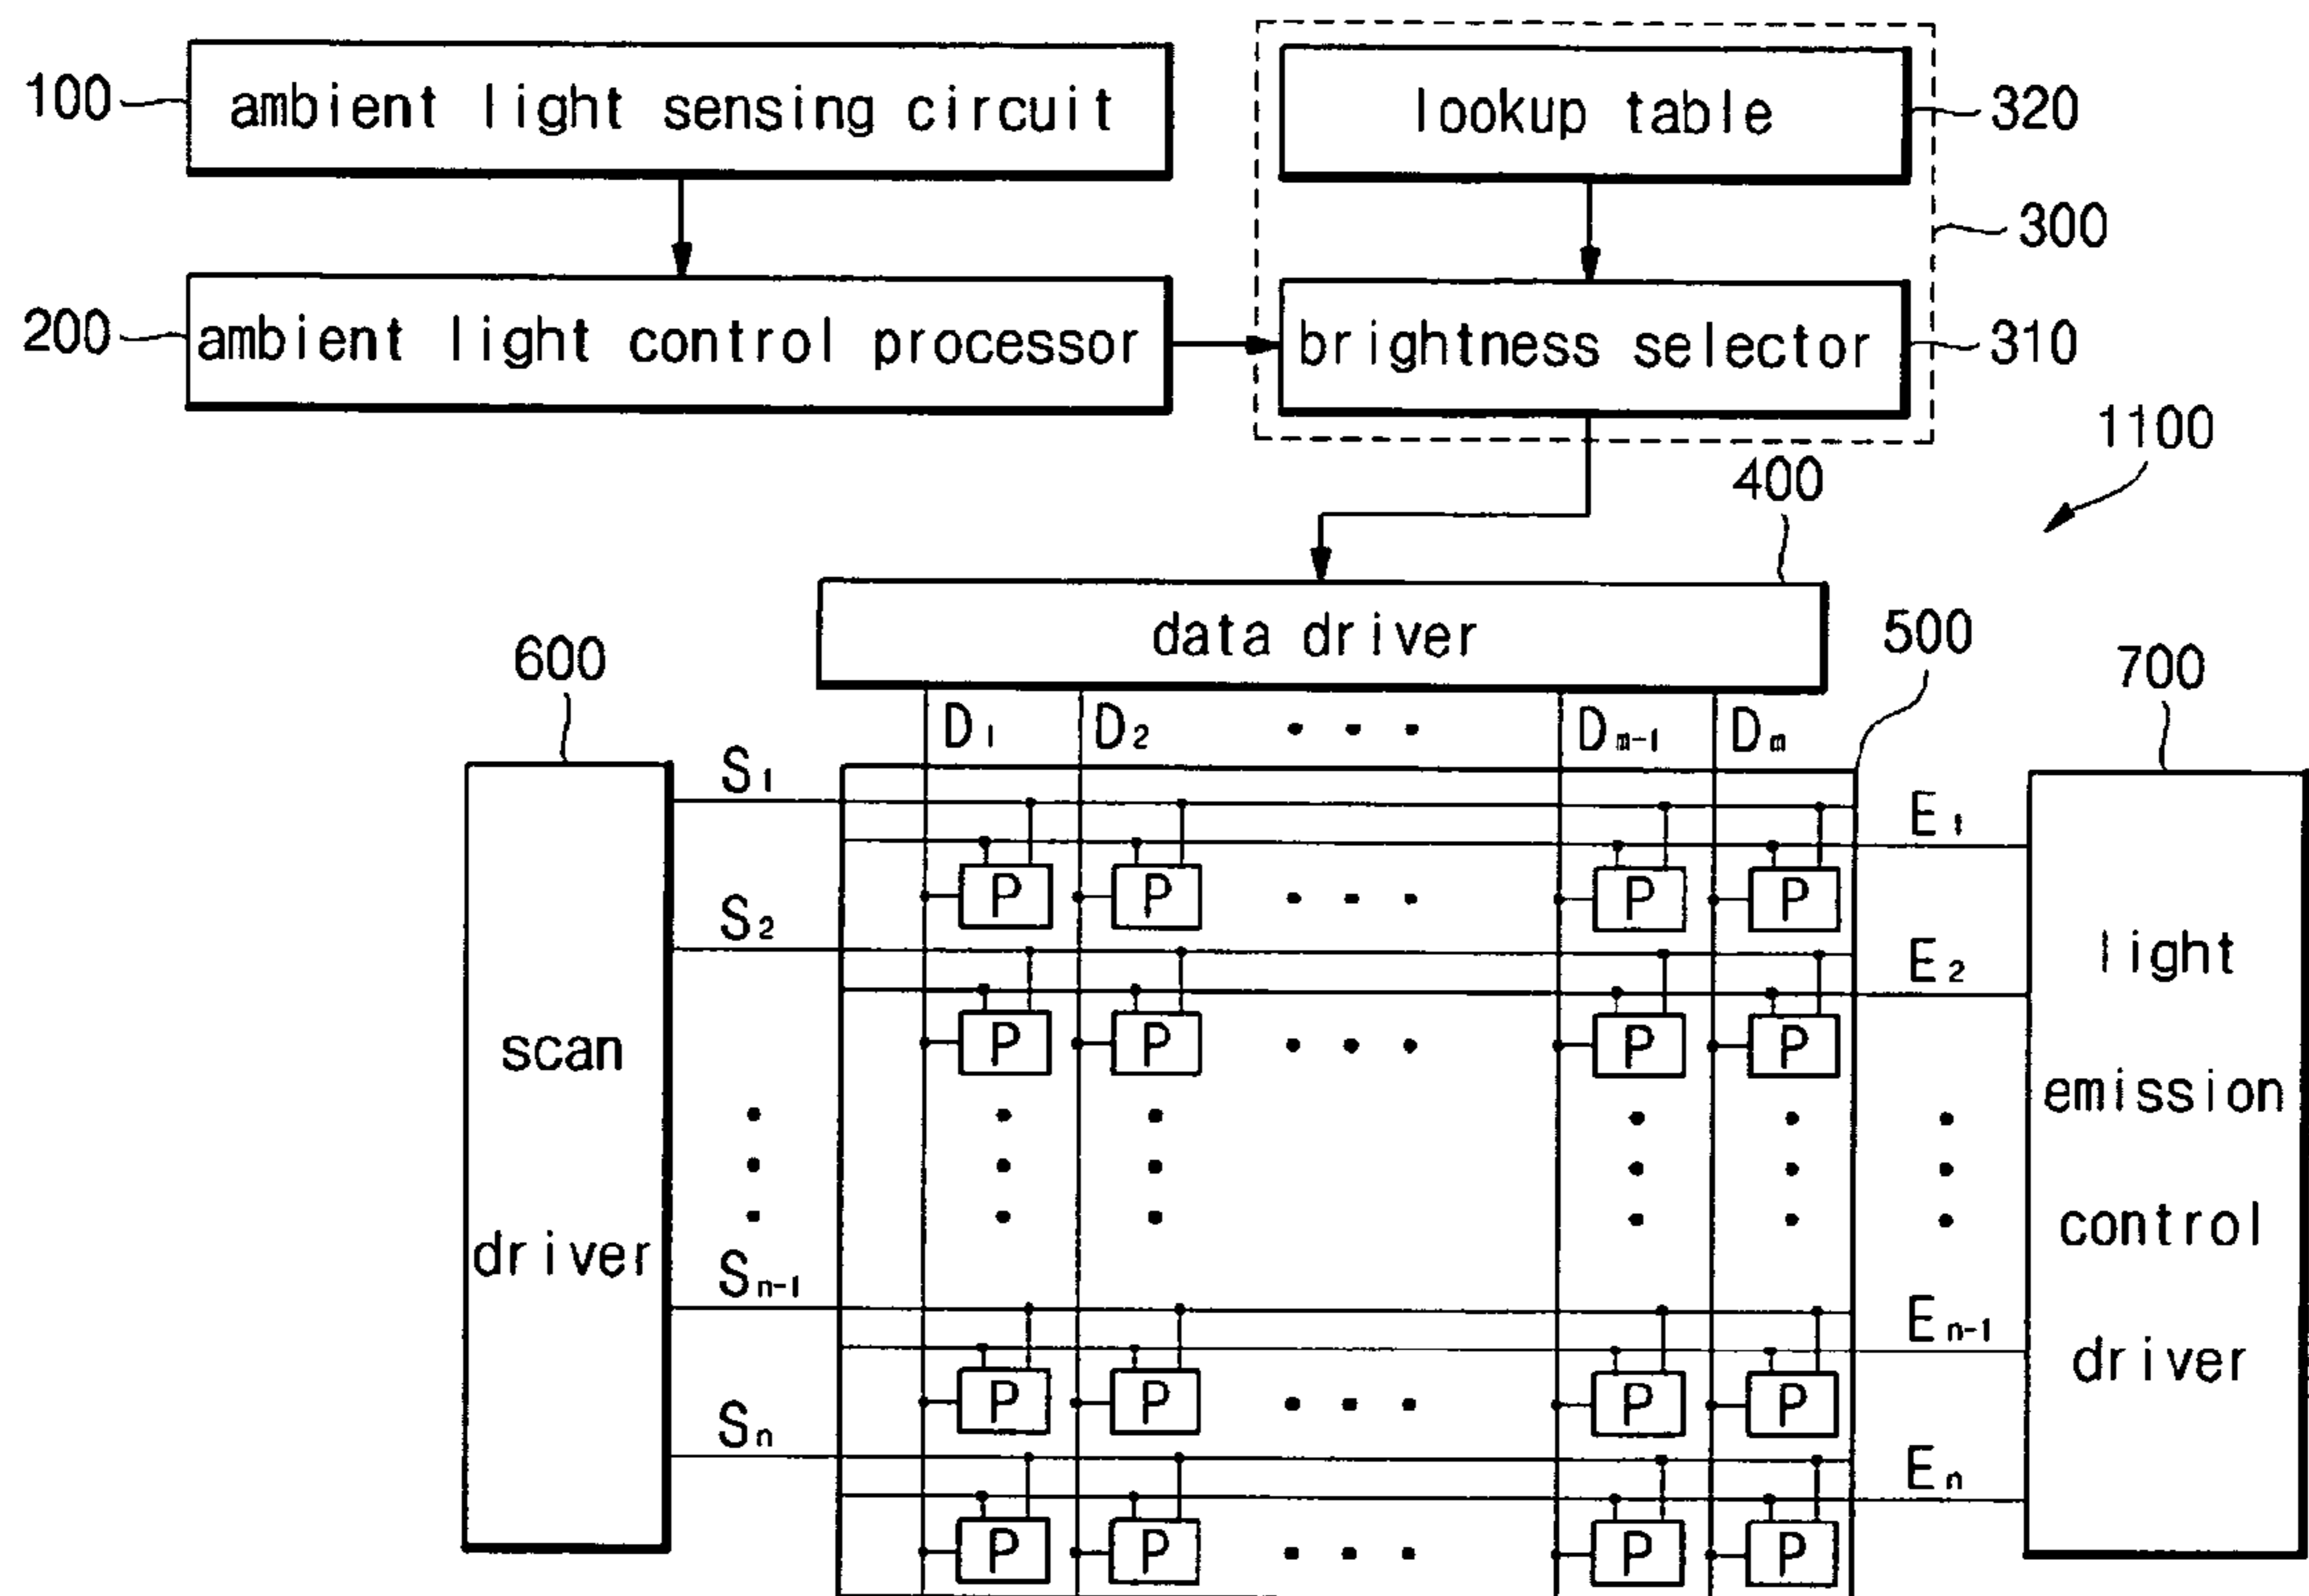 100 ambient light sensing circuit
lookup table 320
300
200 ambient light control processor
brightness selector 310
1100
400
data driver
500
600
700
D1 D2 • • • Dm-1 Dm
S1
E1
P P • • • P P
S2
E2
P P • • • P P
scan
driver
light
emission
control
driver
Sn-1
En-1
P P • • • P P
Sn
En
P P • • • P P